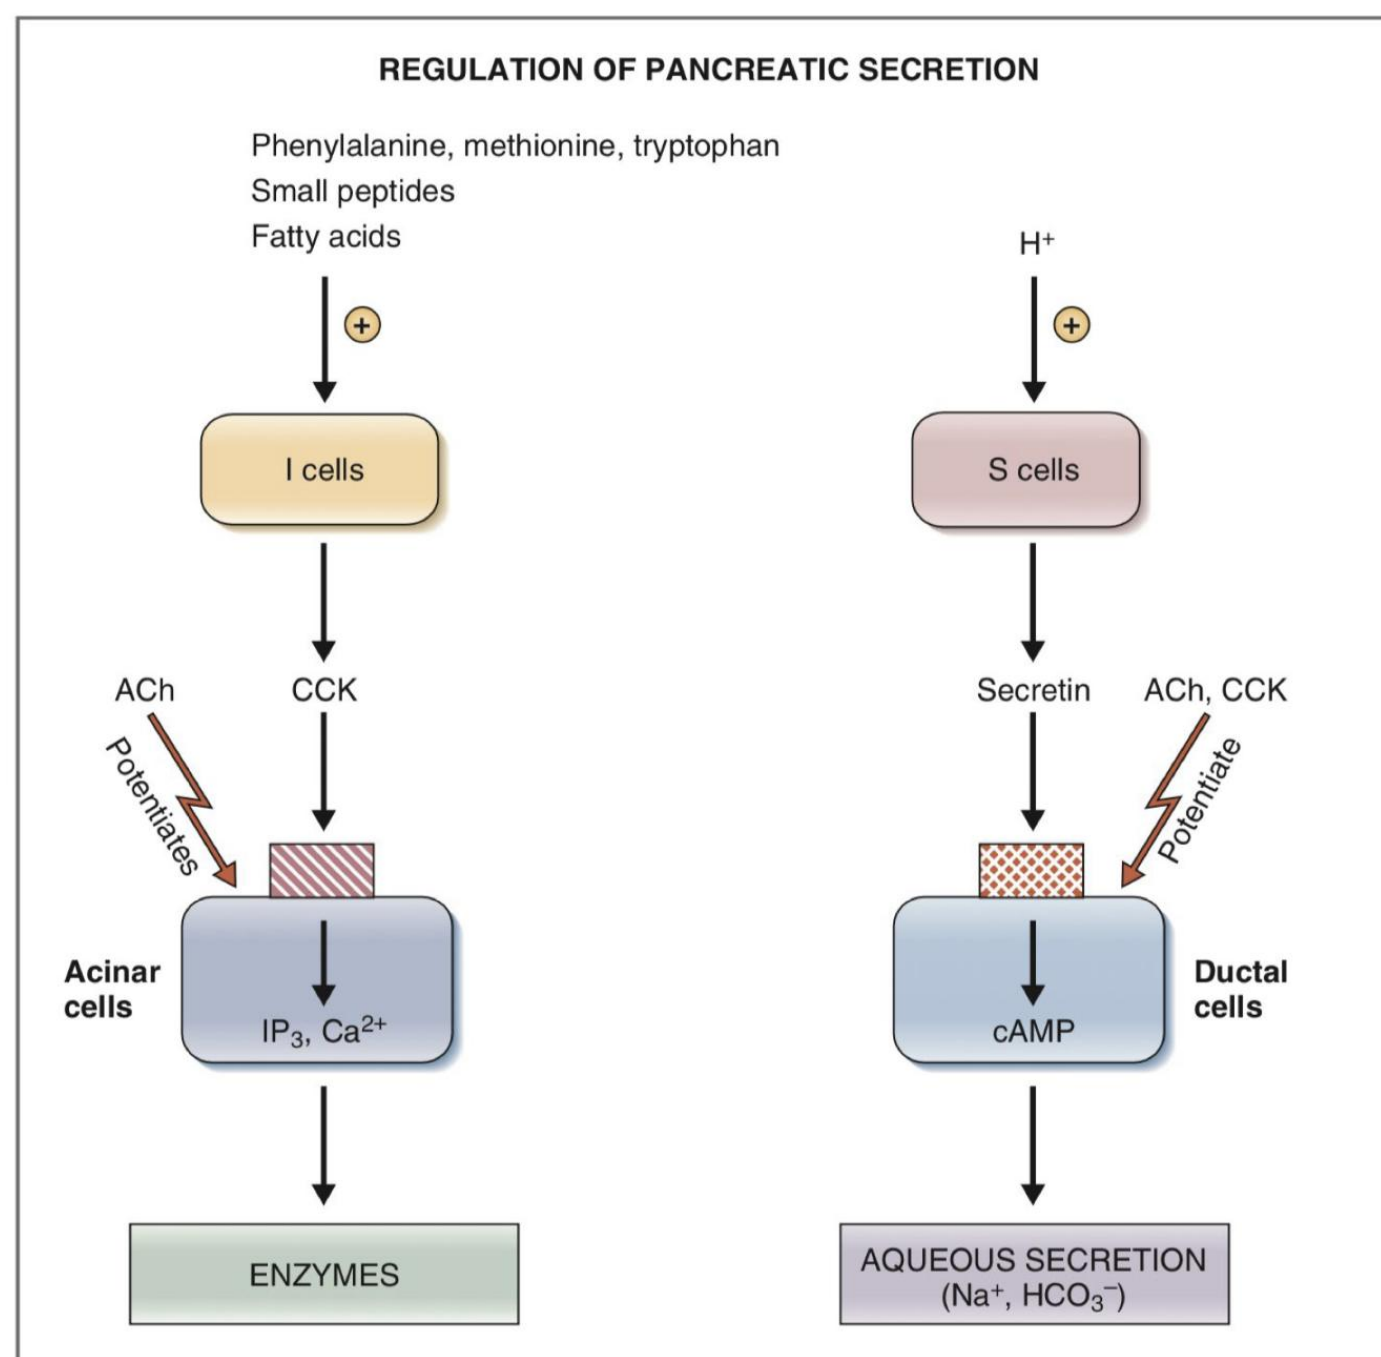 REGULATION OF PANCREATIC SECRETION
Phenylalanine, methionine, tryptophan
Small peptides
Fatty acids
+
I cells
ACh
CCK
Potentiates
Acinar
cells
IP₃, Ca²⁺
ENZYMES
H⁺
+
S cells
Secretin
ACh, CCK
Potentiate
Ductal
cells
cAMP
AQUEOUS SECRETION
(Na⁺, HCO₃⁻)